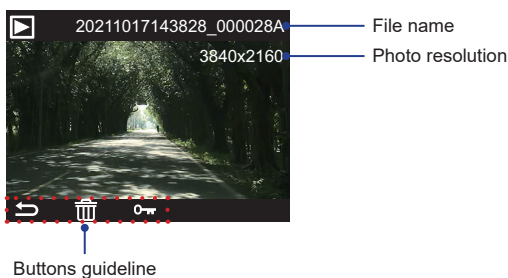 20211017143828_000028A
File name
3840x2160
Photo resolution
Buttons guideline